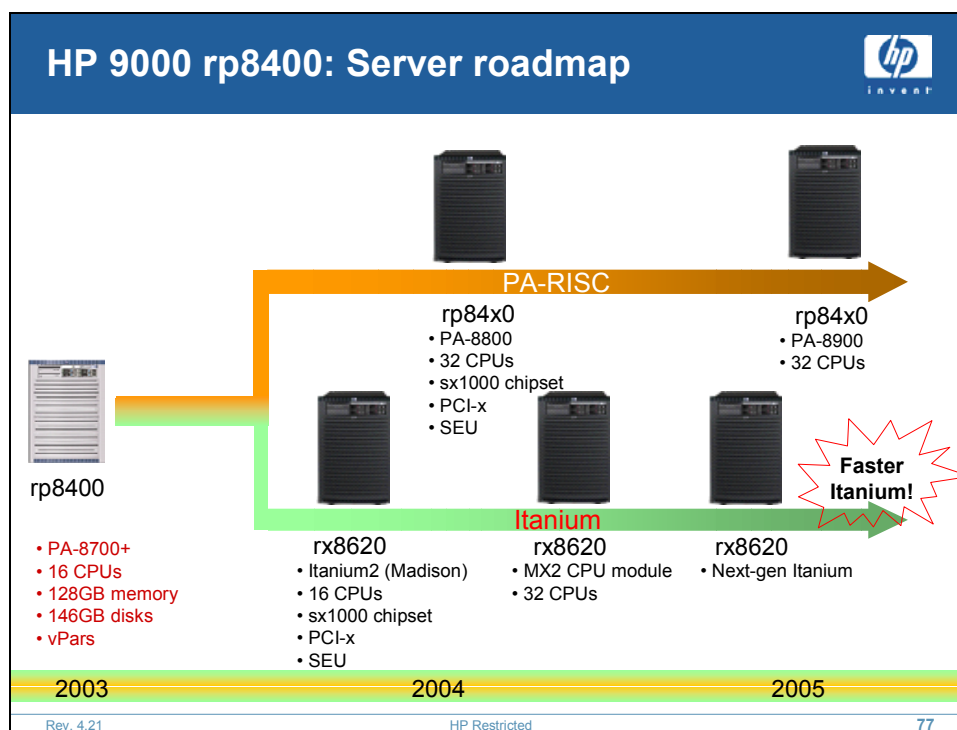 HP 9000 rp8400: Server roadmap
hp
invent
PA-RISC
rp84x0
• PA-8800
• 32 CPUs
• sx1000 chipset
• PCI-x
• SEU
rp84x0
• PA-8900
• 32 CPUs
rp8400
• PA-8700+
• 16 CPUs
• 128GB memory
• 146GB disks
• vPars
Itanium
rx8620
• Itanium2 (Madison)
• 16 CPUs
• sx1000 chipset
• PCI-x
• SEU
rx8620
• MX2 CPU module
• 32 CPUs
rx8620
• Next-gen Itanium
Faster
Itanium!
2003
2004
2005
Rev. 4.21
HP Restricted
77